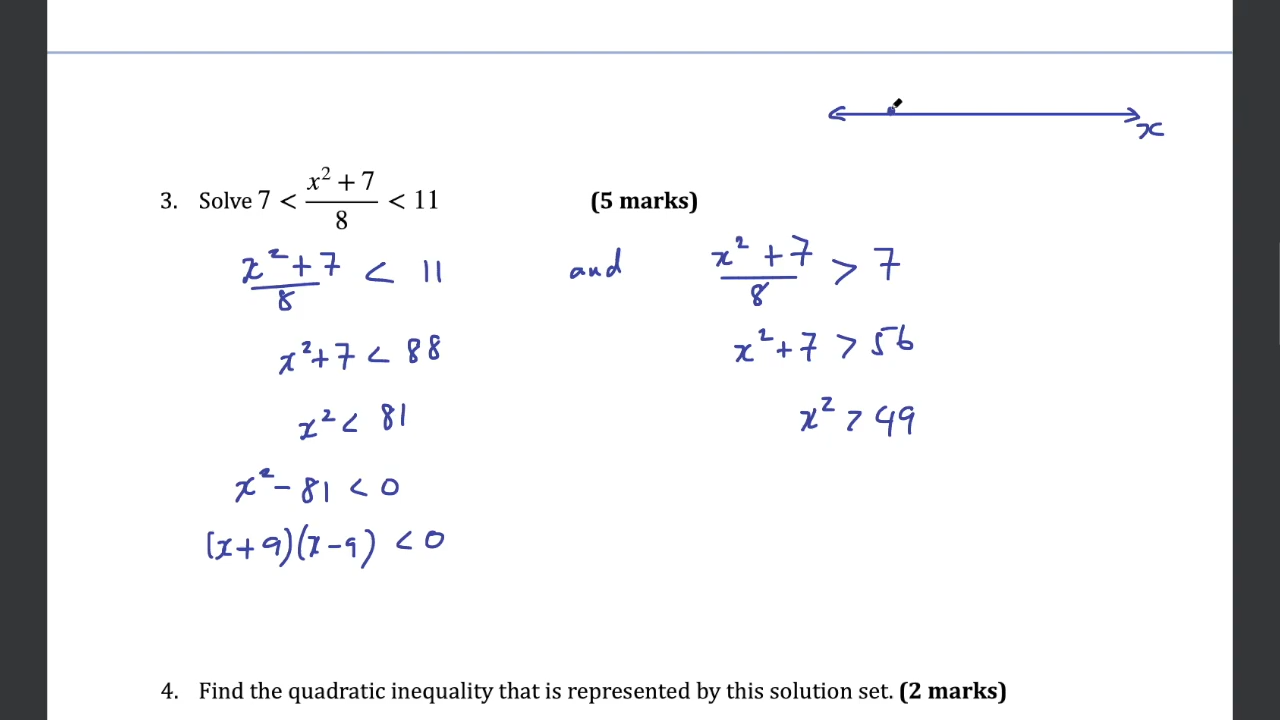 x
3. Solve 7 < (x² + 7)/8 < 11 (5 marks)
(x² + 7)/8 < 11 and (x² + 7)/8 > 7
x² + 7 < 88 x² + 7 > 56
x² < 81 x² > 49
x² - 81 < 0
(x + 9)(x - 9) < 0
4. Find the quadratic inequality that is represented by this solution set. (2 marks)